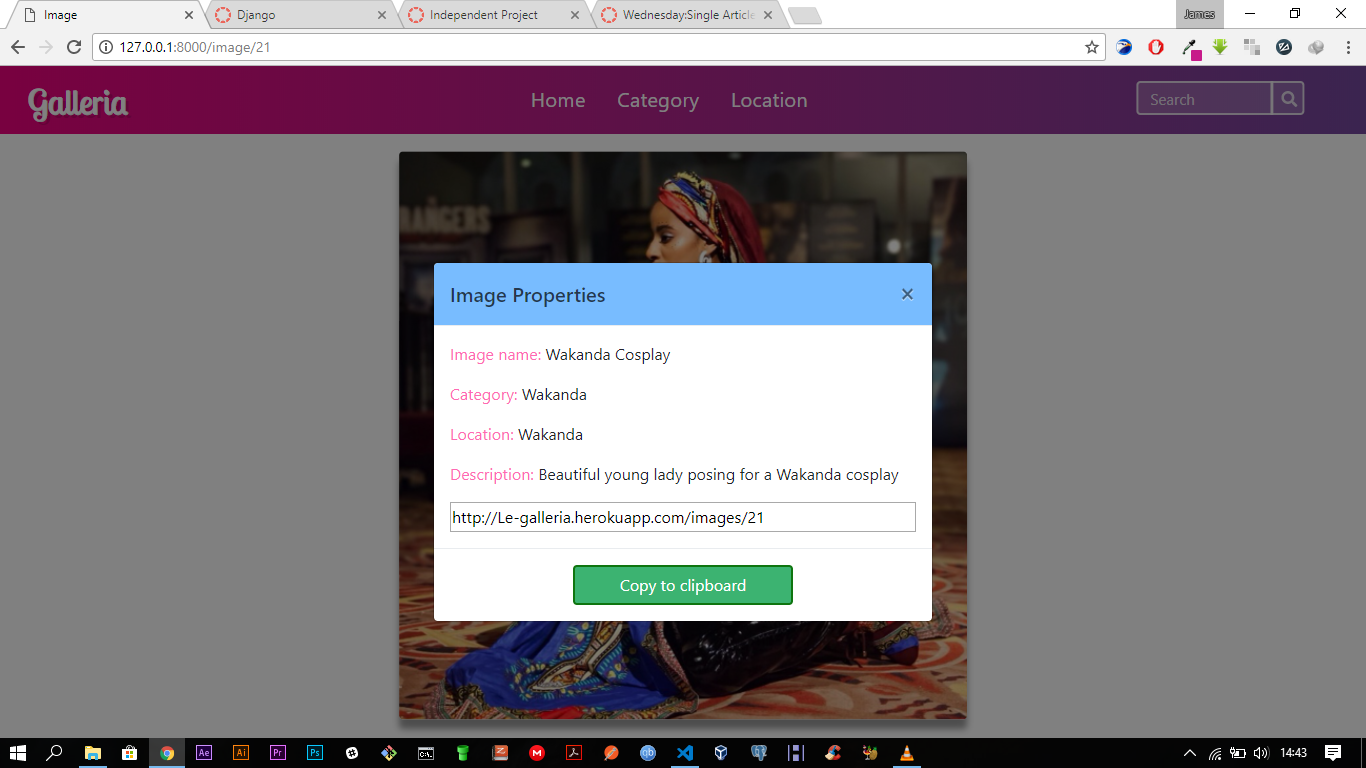 Image
Django
Independent Project
Wednesday:Single Article
James
127.0.0.1:8000/image/21
Galleria
Home
Category
Location
Search
RANGERS
Image Properties
×
Image name: Wakanda Cosplay
Category: Wakanda
Location: Wakanda
Description: Beautiful young lady posing for a Wakanda cosplay
http://Le-galleria.herokuapp.com/images/21
Copy to clipboard
Ae
Ai
Pr
Ps
C:\.
Z
M
gb
H
14:43